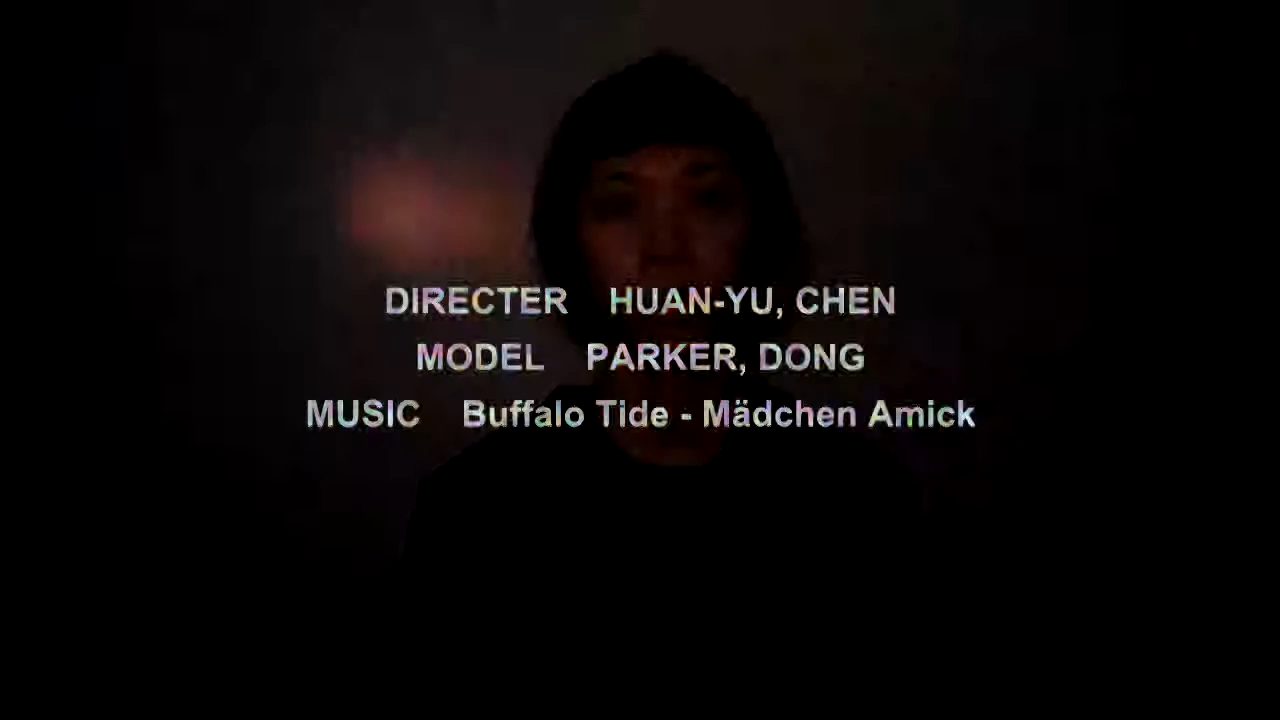 DIRECTER HUAN-YU, CHEN
MODEL PARKER, DONG
MUSIC Buffalo Tide - Mädchen Amick